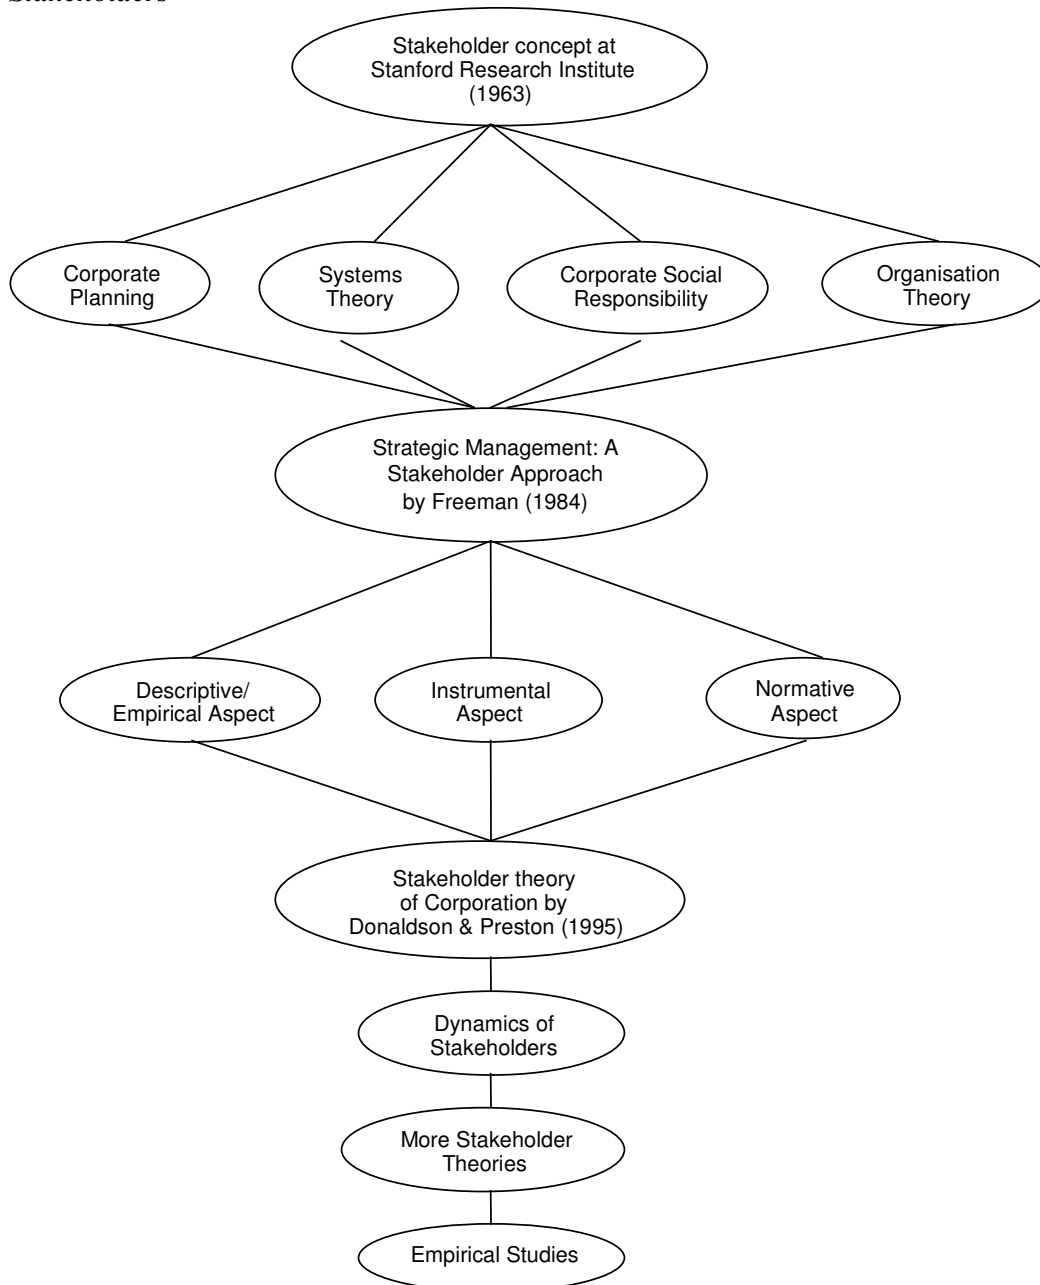 Stakeholders
Stakeholder concept at
Stanford Research Institute
(1963)
Corporate
Planning
Systems
Theory
Corporate Social
Responsibility
Organisation
Theory
Strategic Management: A
Stakeholder Approach
by Freeman (1984)
Descriptive/
Empirical Aspect
Instrumental
Aspect
Normative
Aspect
Stakeholder theory
of Corporation by
Donaldson & Preston (1995)
Dynamics of
Stakeholders
More Stakeholder
Theories
Empirical Studies